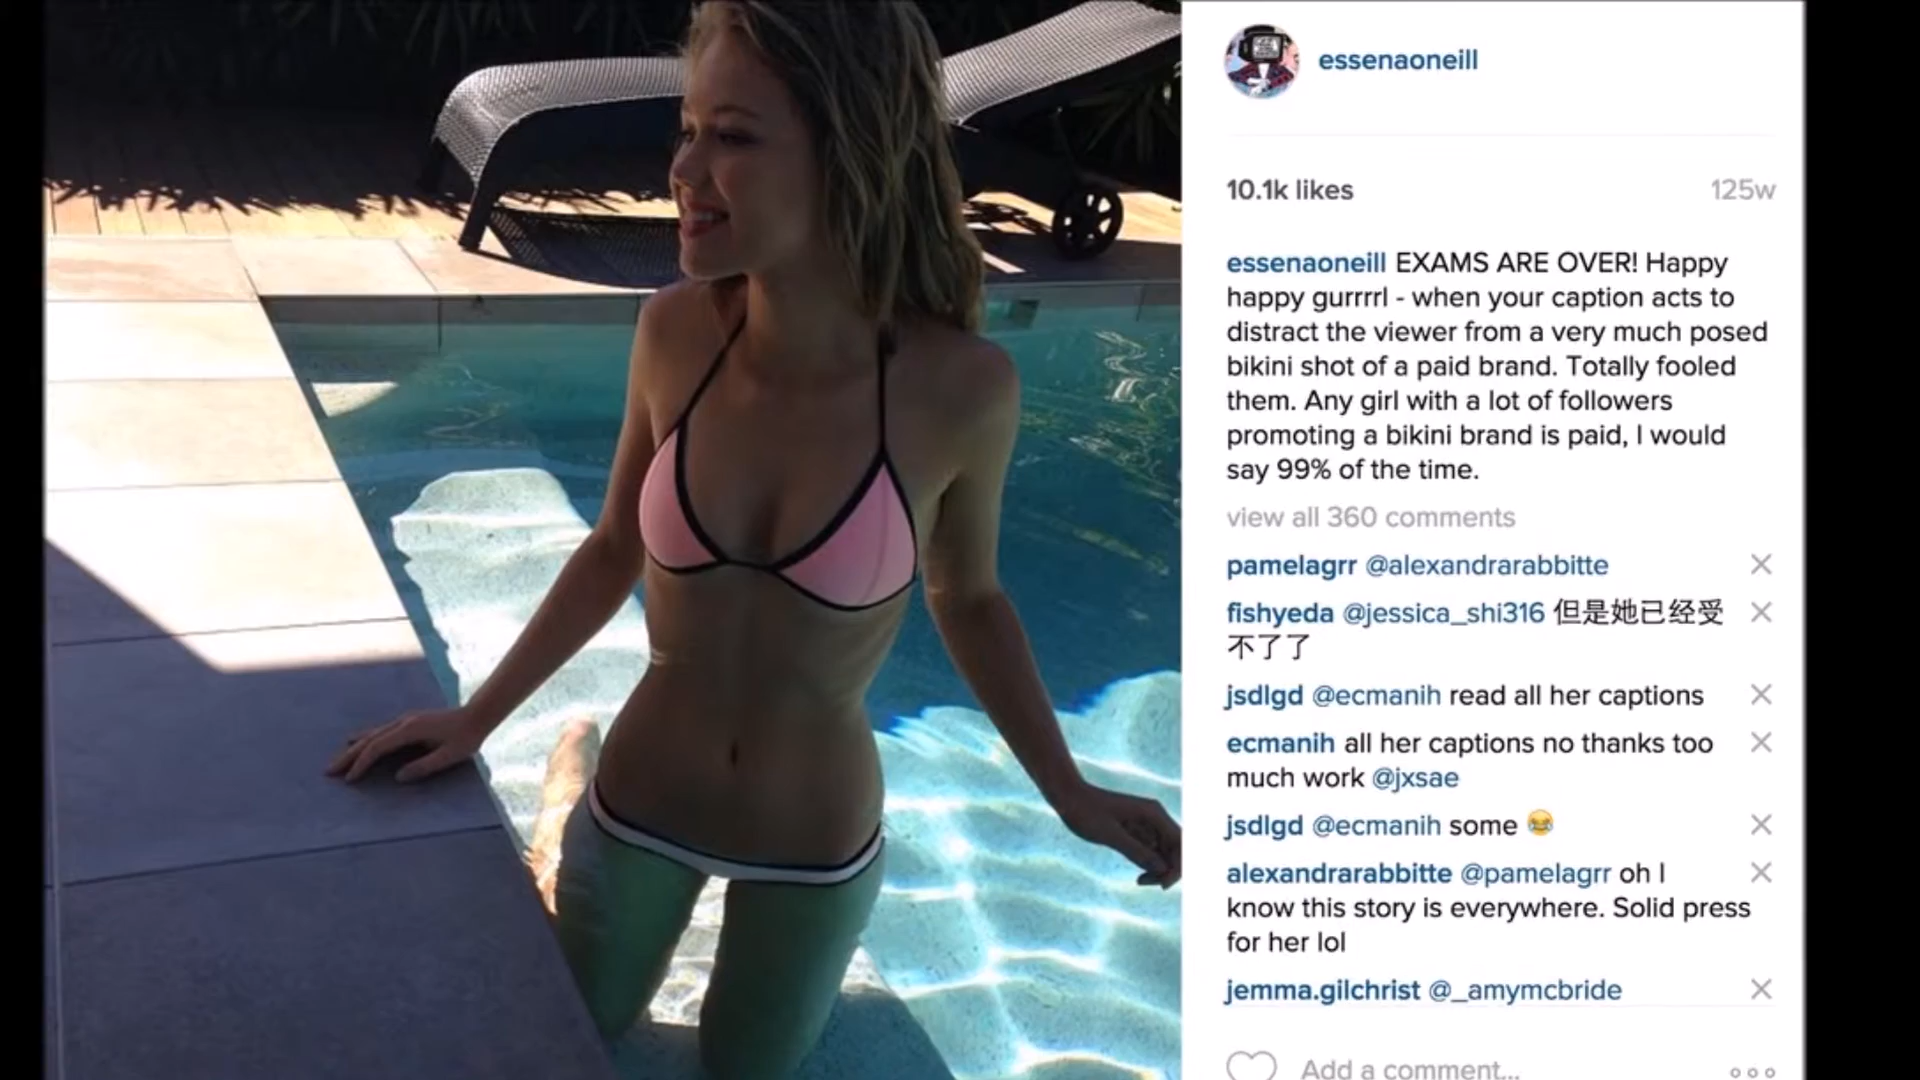 essenaoneill
10.1k likes 125w
essenaoneill EXAMS ARE OVER! Happy
happy gurrrrl - when your caption acts to
distract the viewer from a very much posed
bikini shot of a paid brand. Totally fooled
them. Any girl with a lot of followers
promoting a bikini brand is paid, I would
say 99% of the time.
view all 360 comments
pamelagrr @alexandrarabbitte
fishyeda @jessica_shi316 但是她已经受
不了了
jsdlgd @ecmanih read all her captions
ecmanih all her captions no thanks too
much work @jxsae
jsdlgd @ecmanih some 😂
alexandrarabbitte @pamelagrr oh I
know this story is everywhere. Solid press
for her lol
jemma.gilchrist @_amymcbride
Add a comment...